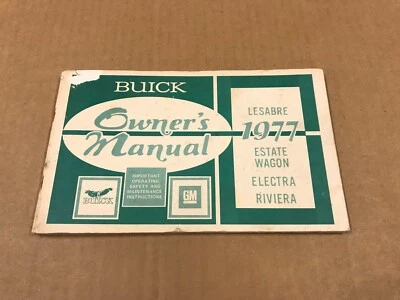 BUICK
Owner's
Manual
IMPORTANT
OPERATING,
SAFETY AND
MAINTENANCE
INSTRUCTIONS
BUICK
GM
LESABRE
1977
ESTATE
WAGON
ELECTRA
RIVIERA